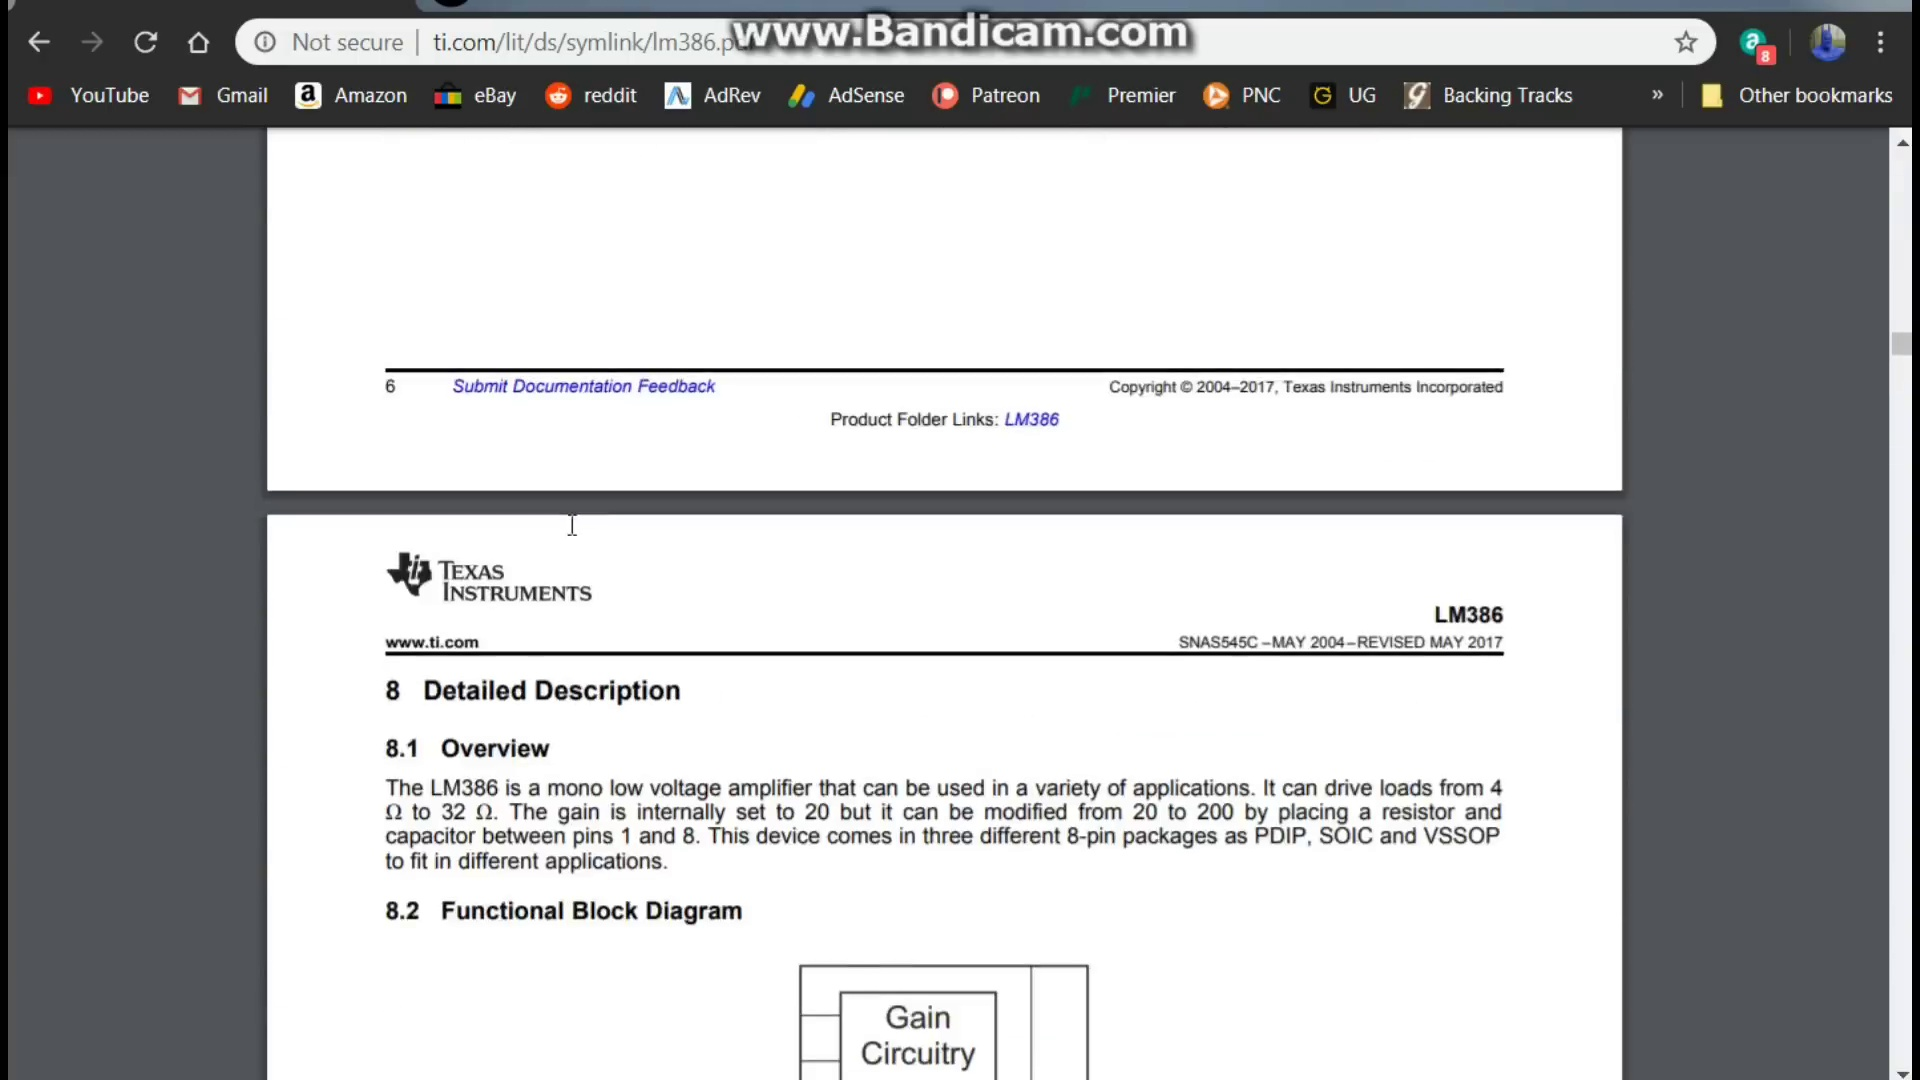 www.Bandicam.com
Not secure | ti.com/lit/ds/symlink/lm386.p
8
YouTube Gmail Amazon eBay reddit AdRev AdSense Patreon Premier PNC UG Backing Tracks » Other bookmarks
6 Submit Documentation Feedback Copyright © 2004–2017, Texas Instruments Incorporated
Product Folder Links: LM386
TEXAS
INSTRUMENTS
LM386
www.ti.com SNAS545C –MAY 2004–REVISED MAY 2017
8 Detailed Description
8.1 Overview
The LM386 is a mono low voltage amplifier that can be used in a variety of applications. It can drive loads from 4
Ω to 32 Ω. The gain is internally set to 20 but it can be modified from 20 to 200 by placing a resistor and
capacitor between pins 1 and 8. This device comes in three different 8-pin packages as PDIP, SOIC and VSSOP
to fit in different applications.
8.2 Functional Block Diagram
Gain
Circuitry